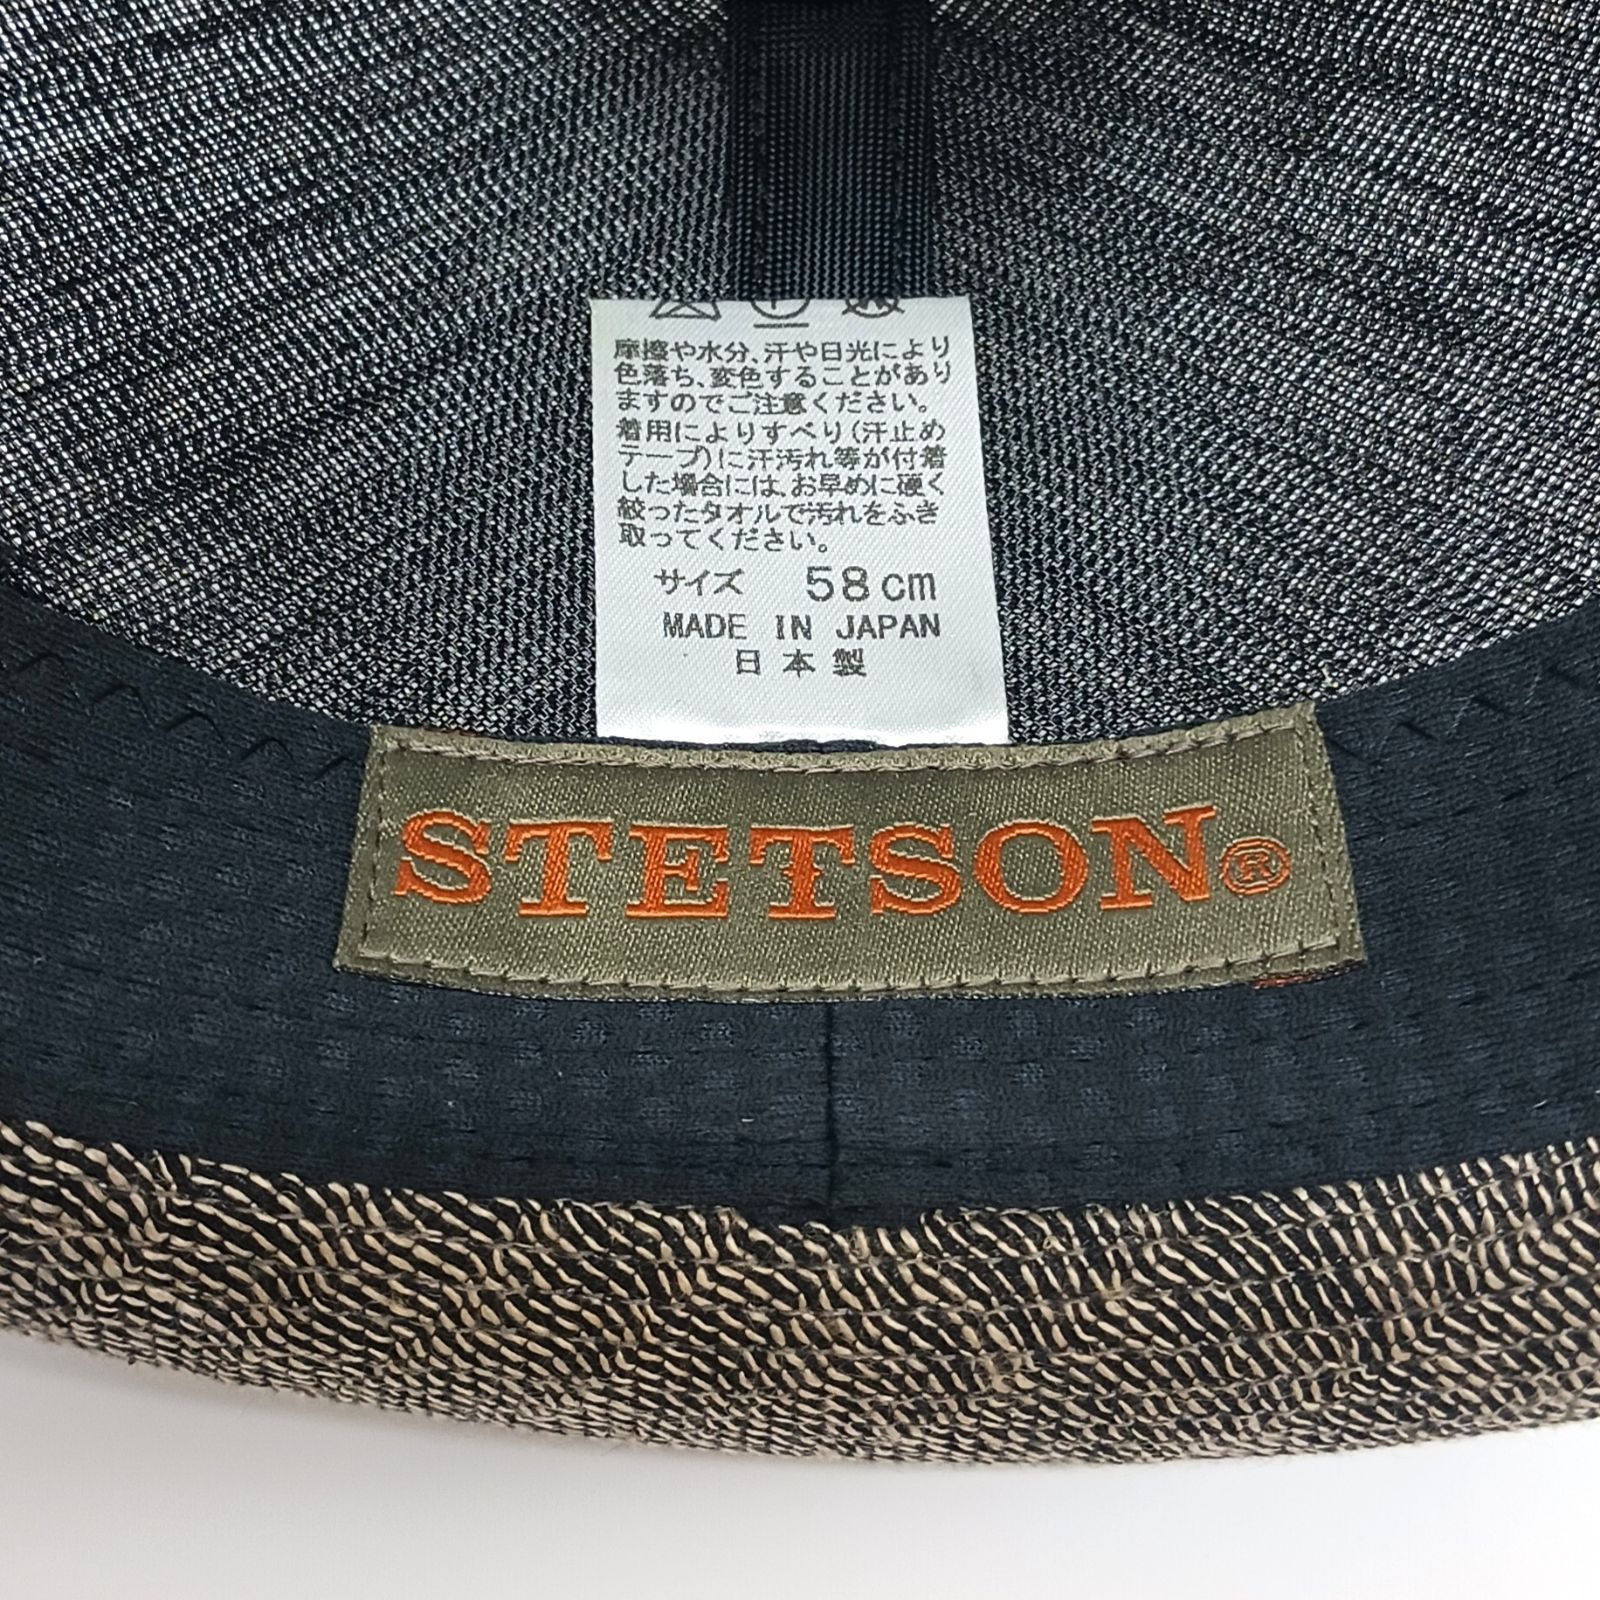 摩擦や水分、汗や日光により
色落ち、変色することがあり
ますのでご注意ください。
着用によりすべり(汗止め
テープ)に汗汚れ等が付着
した場合には、お早めに硬く
絞ったタオルで汚れをふき
取ってください。
サイズ 58cm
MADE IN JAPAN
日本製
STETSON®